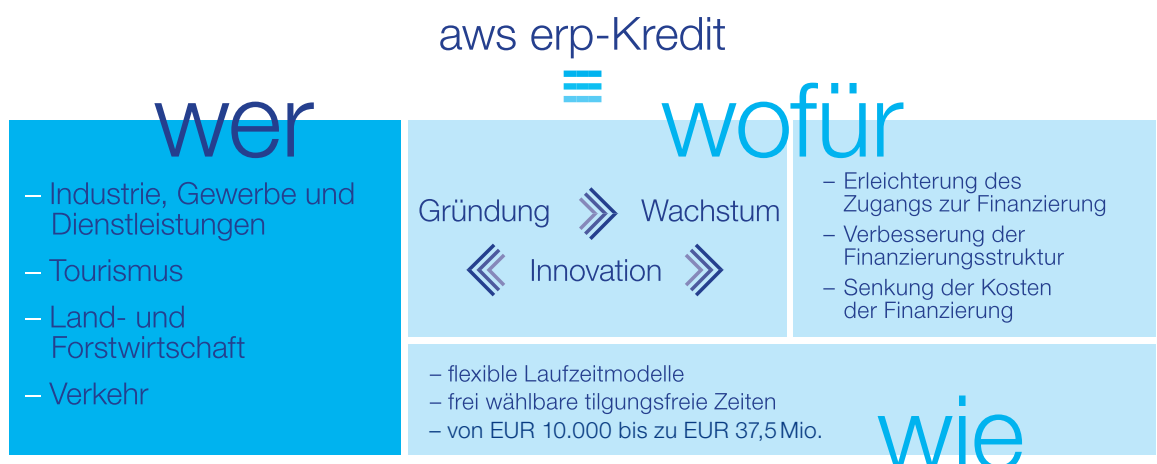 aws erp-Kredit
wer
– Industrie, Gewerbe und
Dienstleistungen
– Tourismus
– Land- und
Forstwirtschaft
– Verkehr
wofür
Gründung
Wachstum
Innovation
– Erleichterung des
Zugangs zur Finanzierung
– Verbesserung der
Finanzierungsstruktur
– Senkung der Kosten
der Finanzierung
– flexible Laufzeitmodelle
– frei wählbare tilgungsfreie Zeiten
– von EUR 10.000 bis zu EUR 37,5 Mio.
wie